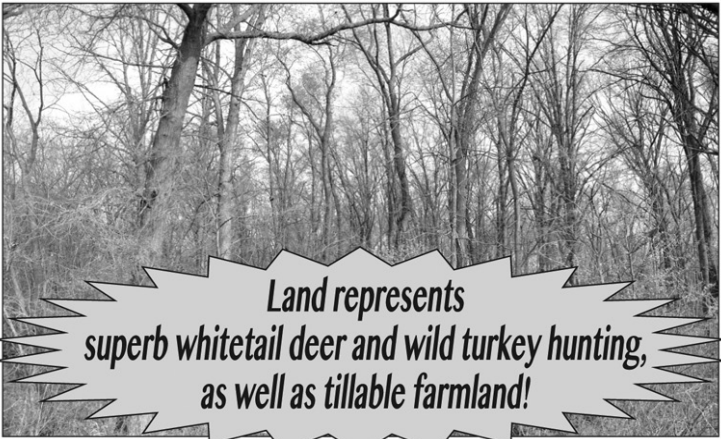 Land represents
superb whitetail deer and wild turkey hunting,
as well as tillable farmland!